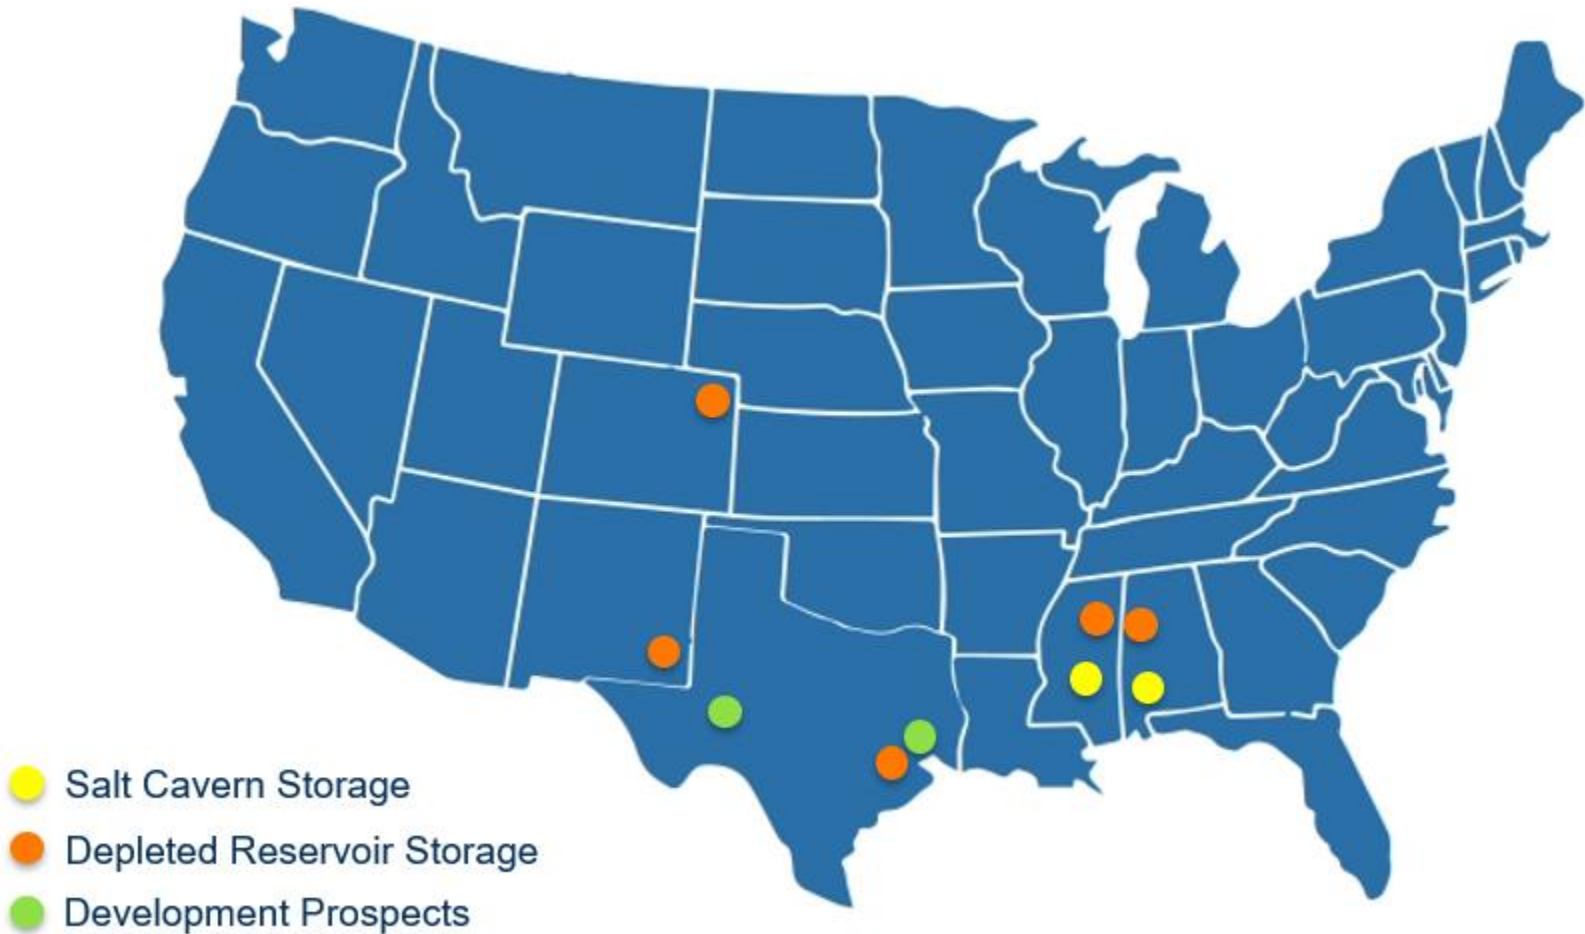 Salt Cavern Storage
Depleted Reservoir Storage
Development Prospects